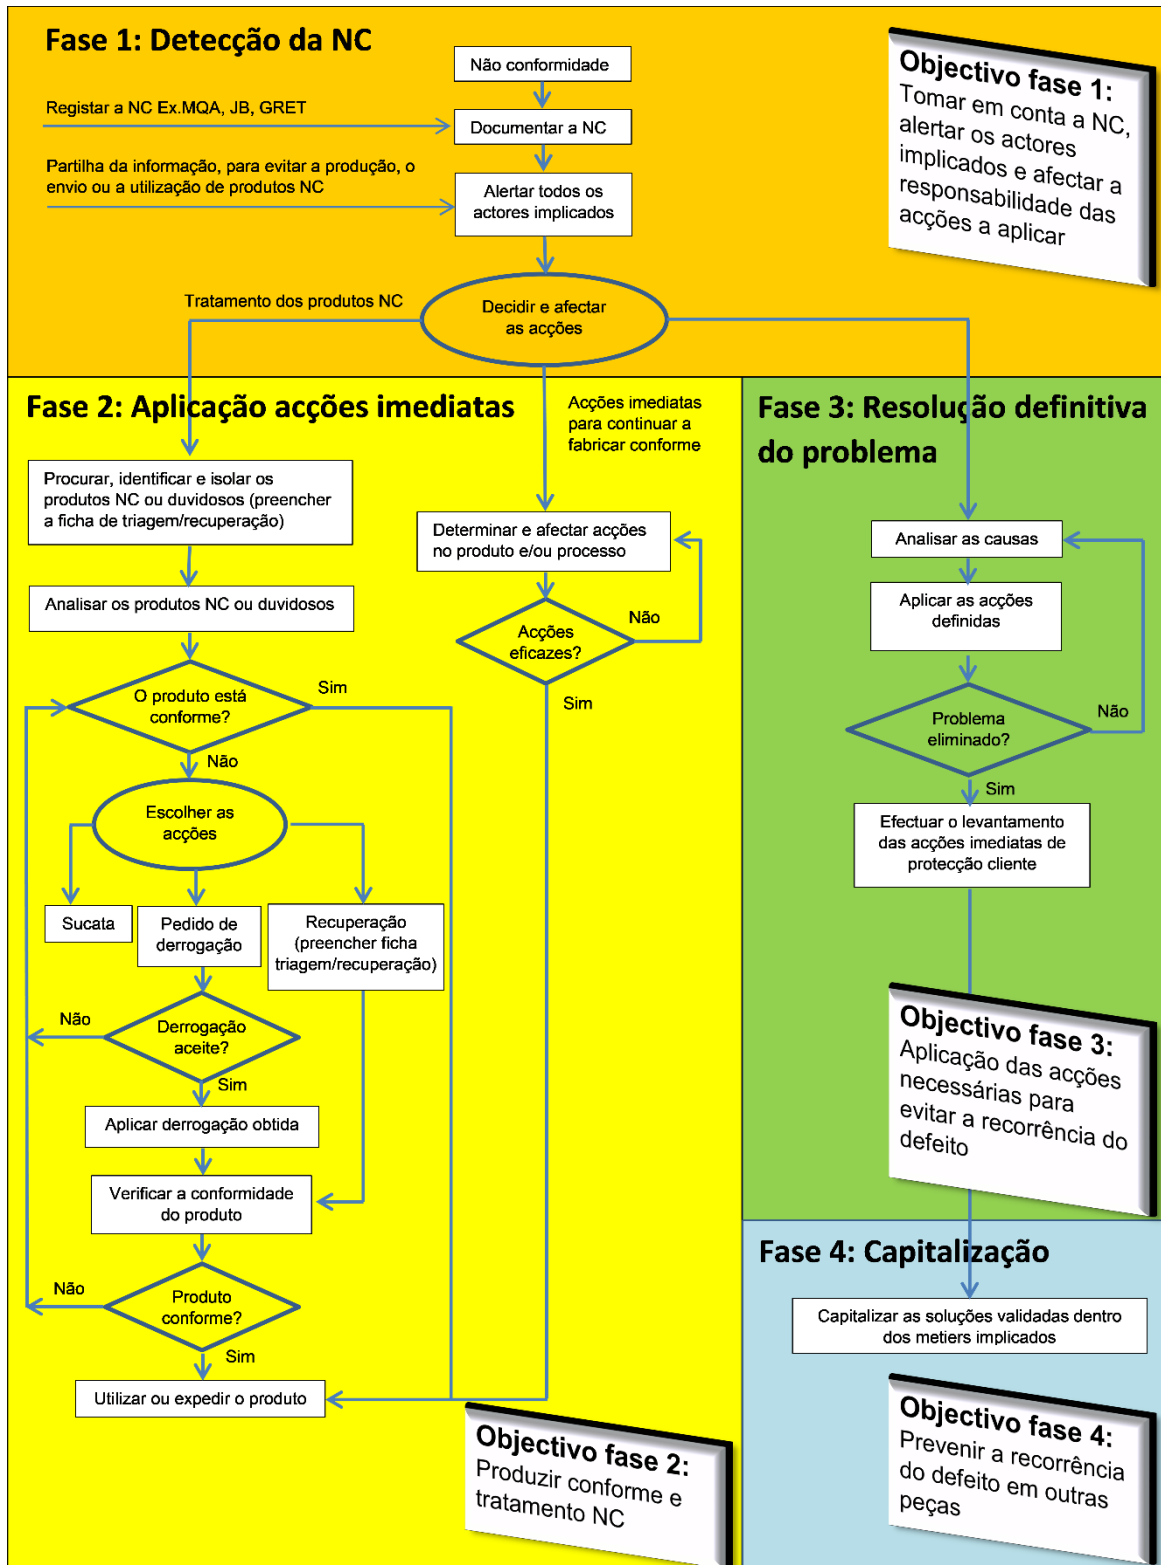 Fase 1: Detecção da NC
Não conformidade
Registar a NC Ex.MQA, JB, GRET
Documentar a NC
Partilha da informação, para evitar a produção, o
envio ou a utilização de produtos NC
Alertar todos os
actores implicados
Objectivo fase 1:
Tomar em conta a NC,
alertar os actores
implicados e afectar a
responsabilidade das
acções a aplicar
Tratamento dos produtos NC
Decidir e afectar
as acções
Fase 2: Aplicação acções imediatas
Acções imediatas
para continuar a
fabricar conforme
Procurar, identificar e isolar os
produtos NC ou duvidosos (preencher
a ficha de triagem/recuperação)
Determinar e afectar acções
no produto e/ou processo
Analisar os produtos NC ou duvidosos
Acções
eficazes?
Não
Sim
O produto está
conforme?
Sim
Não
Escolher as
acções
Sucata
Pedido de
derrogação
Recuperação
(preencher ficha
triagem/recuperação)
Derrogação
aceite?
Não
Sim
Aplicar derrogação obtida
Verificar a conformidade
do produto
Produto
conforme?
Não
Sim
Utilizar ou expedir o produto
Objectivo fase 2:
Produzir conforme e
tratamento NC
Fase 3: Resolução definitiva
do problema
Analisar as causas
Aplicar as acções
definidas
Problema
eliminado?
Não
Sim
Efectuar o levantamento
das acções imediatas de
protecção cliente
Objectivo fase 3:
Aplicação das acções
necessárias para
evitar a recorrência do
defeito
Fase 4: Capitalização
Capitalizar as soluções validadas dentro
dos metiers implicados
Objectivo fase 4:
Prevenir a recorrência
do defeito em outras
peças